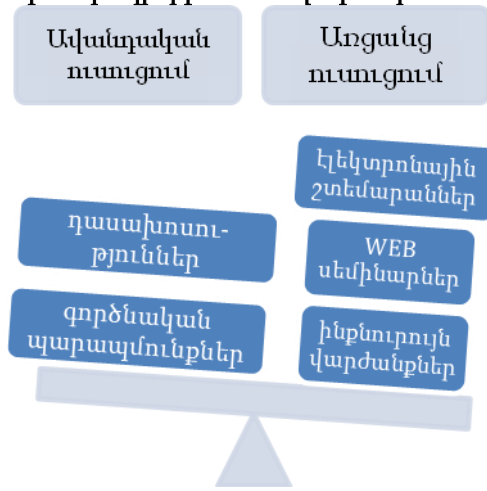 Ավանդական
ուսուցում
Առցանց
ուսուցում
դասախոսու-
թյուններ
գործնական
պարապմունքներ
էլեկտրոնային
շտեմարաններ
WEB
սեմինարներ
ինքնուրույն
վարժանքներ